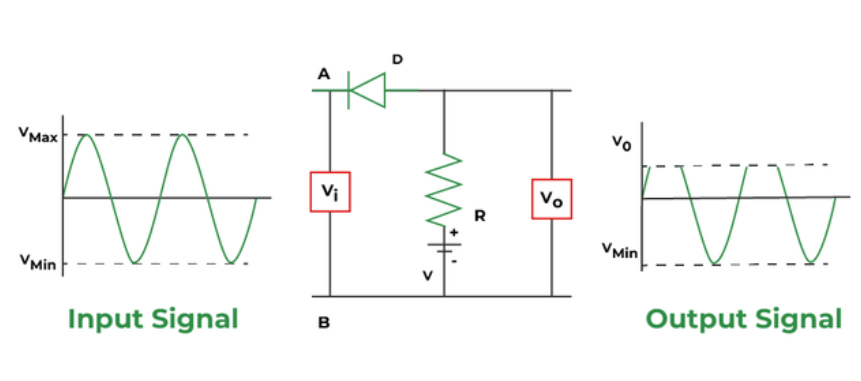 VMax
VMin
Input Signal
A
D
Vi
R
+
-
V
Vo
B
V0
VMin
Output Signal